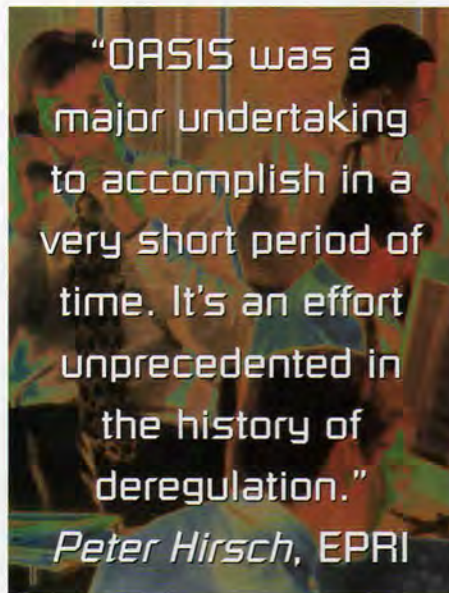 “OASIS was a
major undertaking
to accomplish in a
very short period of
time. It's an effort
unprecedented in
the history of
deregulation.”
Peter Hirsch, EPRI